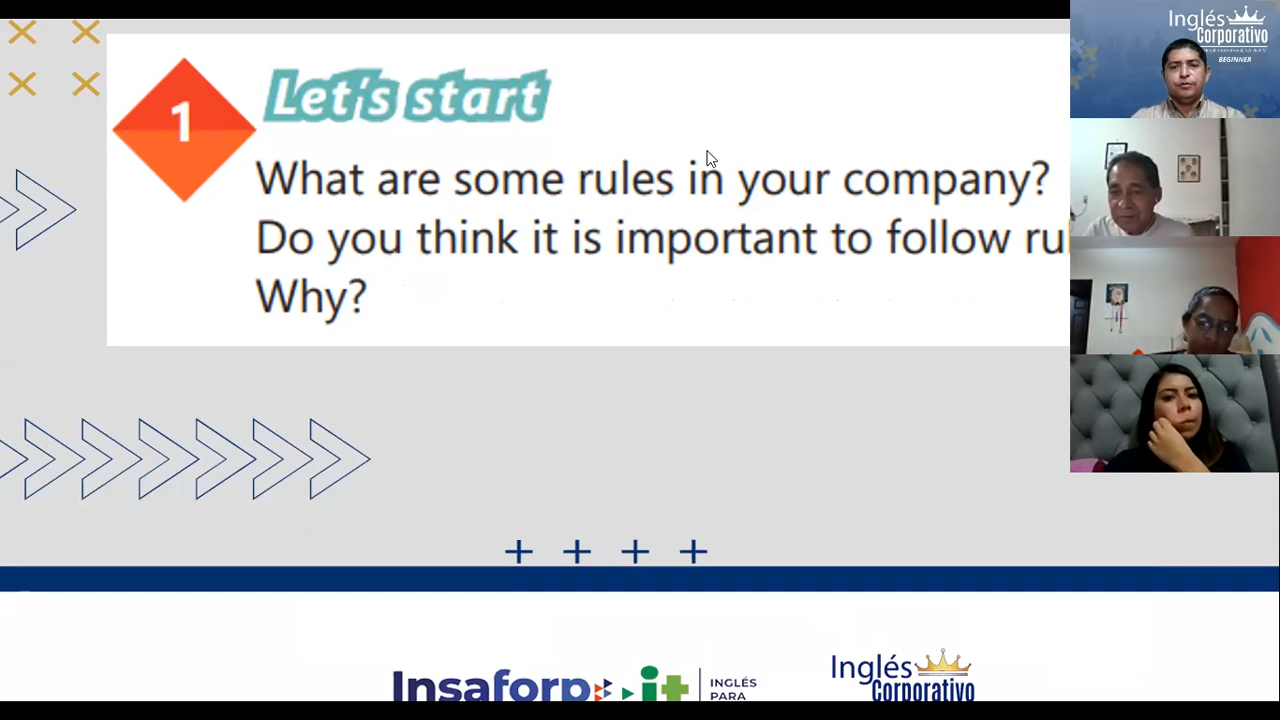 1
Let's start
What are some rules in your company?
Do you think it is important to follow
Why?
Inglés
Corporativo
BEGINNER
Insaforp
it
INGLÉS
PARA
Inglés
Corporativo